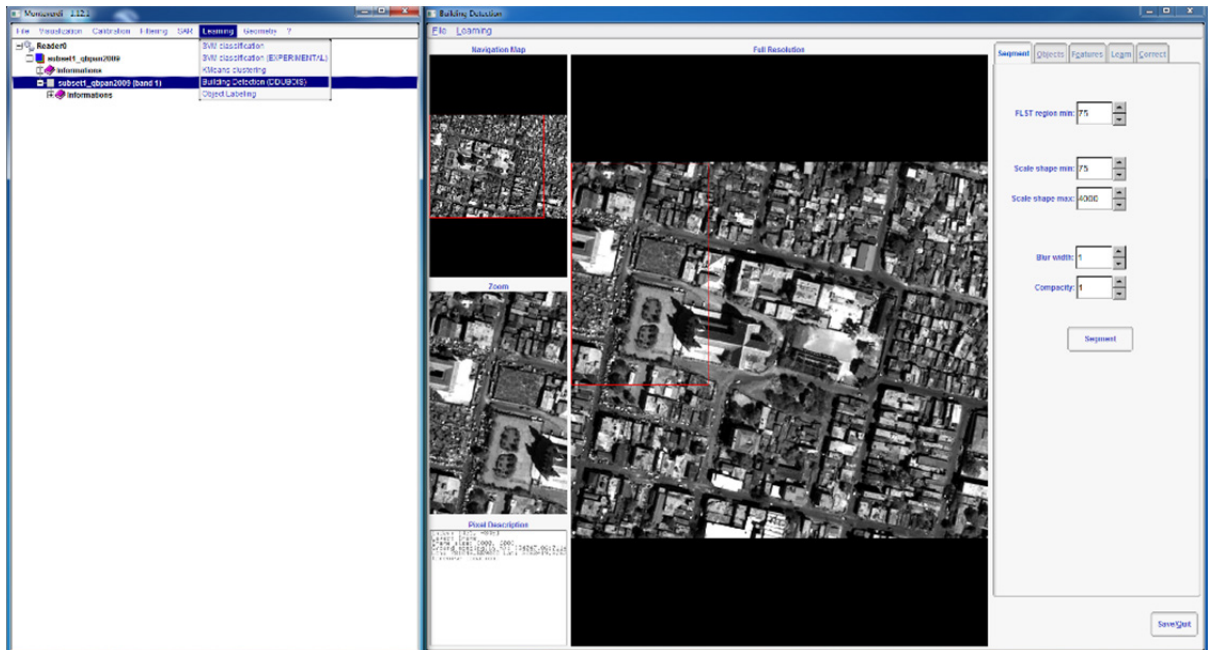 Monteverdi - 1.12.1
File Visualization Calibration Filtering SAR Learning Geometry ?
Reader0
subset1_qbpan2009
Informations
subset1_qbpan2009 (band 1)
Informations
SVM classification
SVM classification (EXPERIMENTAL)
KMeans clustering
Building Detection (DDUBOIS)
Object Labeling
Building Detection
File Learning
Navigation Map
Zoom
Pixel Description
Full Resolution
Segment Objects Features Learn Correct
FLST region min: 75
Scale shape min: 75
Scale shape max: 4000
Blur width: 1
Compacity: 1
Segment
Save/Quit